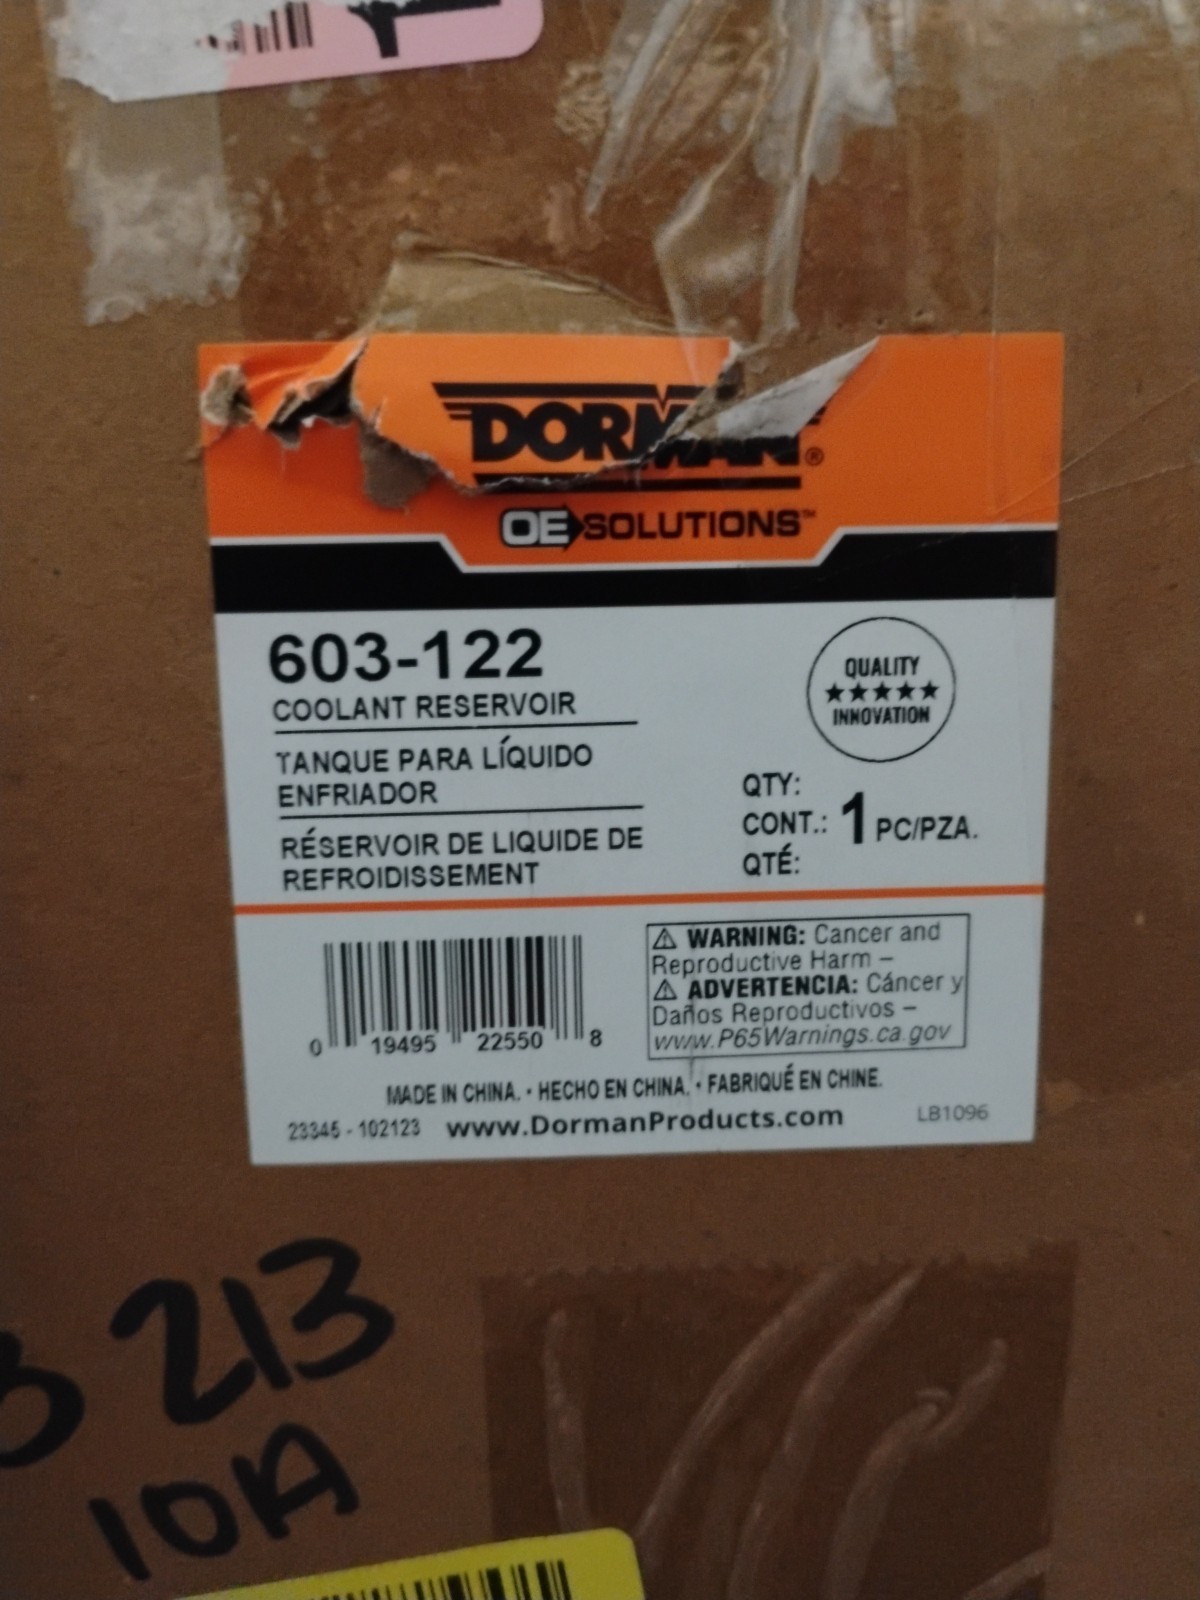 DORMAN®
OE SOLUTIONS™
603-122
COOLANT RESERVOIR
TANQUE PARA LÍQUIDO
ENFRIADOR
RÉSERVOIR DE LIQUIDE DE
REFROIDISSEMENT
QUALITY
★★★★★
INNOVATION
QTY:
CONT.: 1 PC/PZA.
QTÉ:
0 19495 22550 8
⚠ WARNING: Cancer and
Reproductive Harm –
⚠ ADVERTENCIA: Cáncer y
Daños Reproductivos –
www.P65Warnings.ca.gov
MADE IN CHINA. · HECHO EN CHINA. · FABRIQUÉ EN CHINE.
23345 - 102123 www.DormanProducts.com LB1096
213
10A